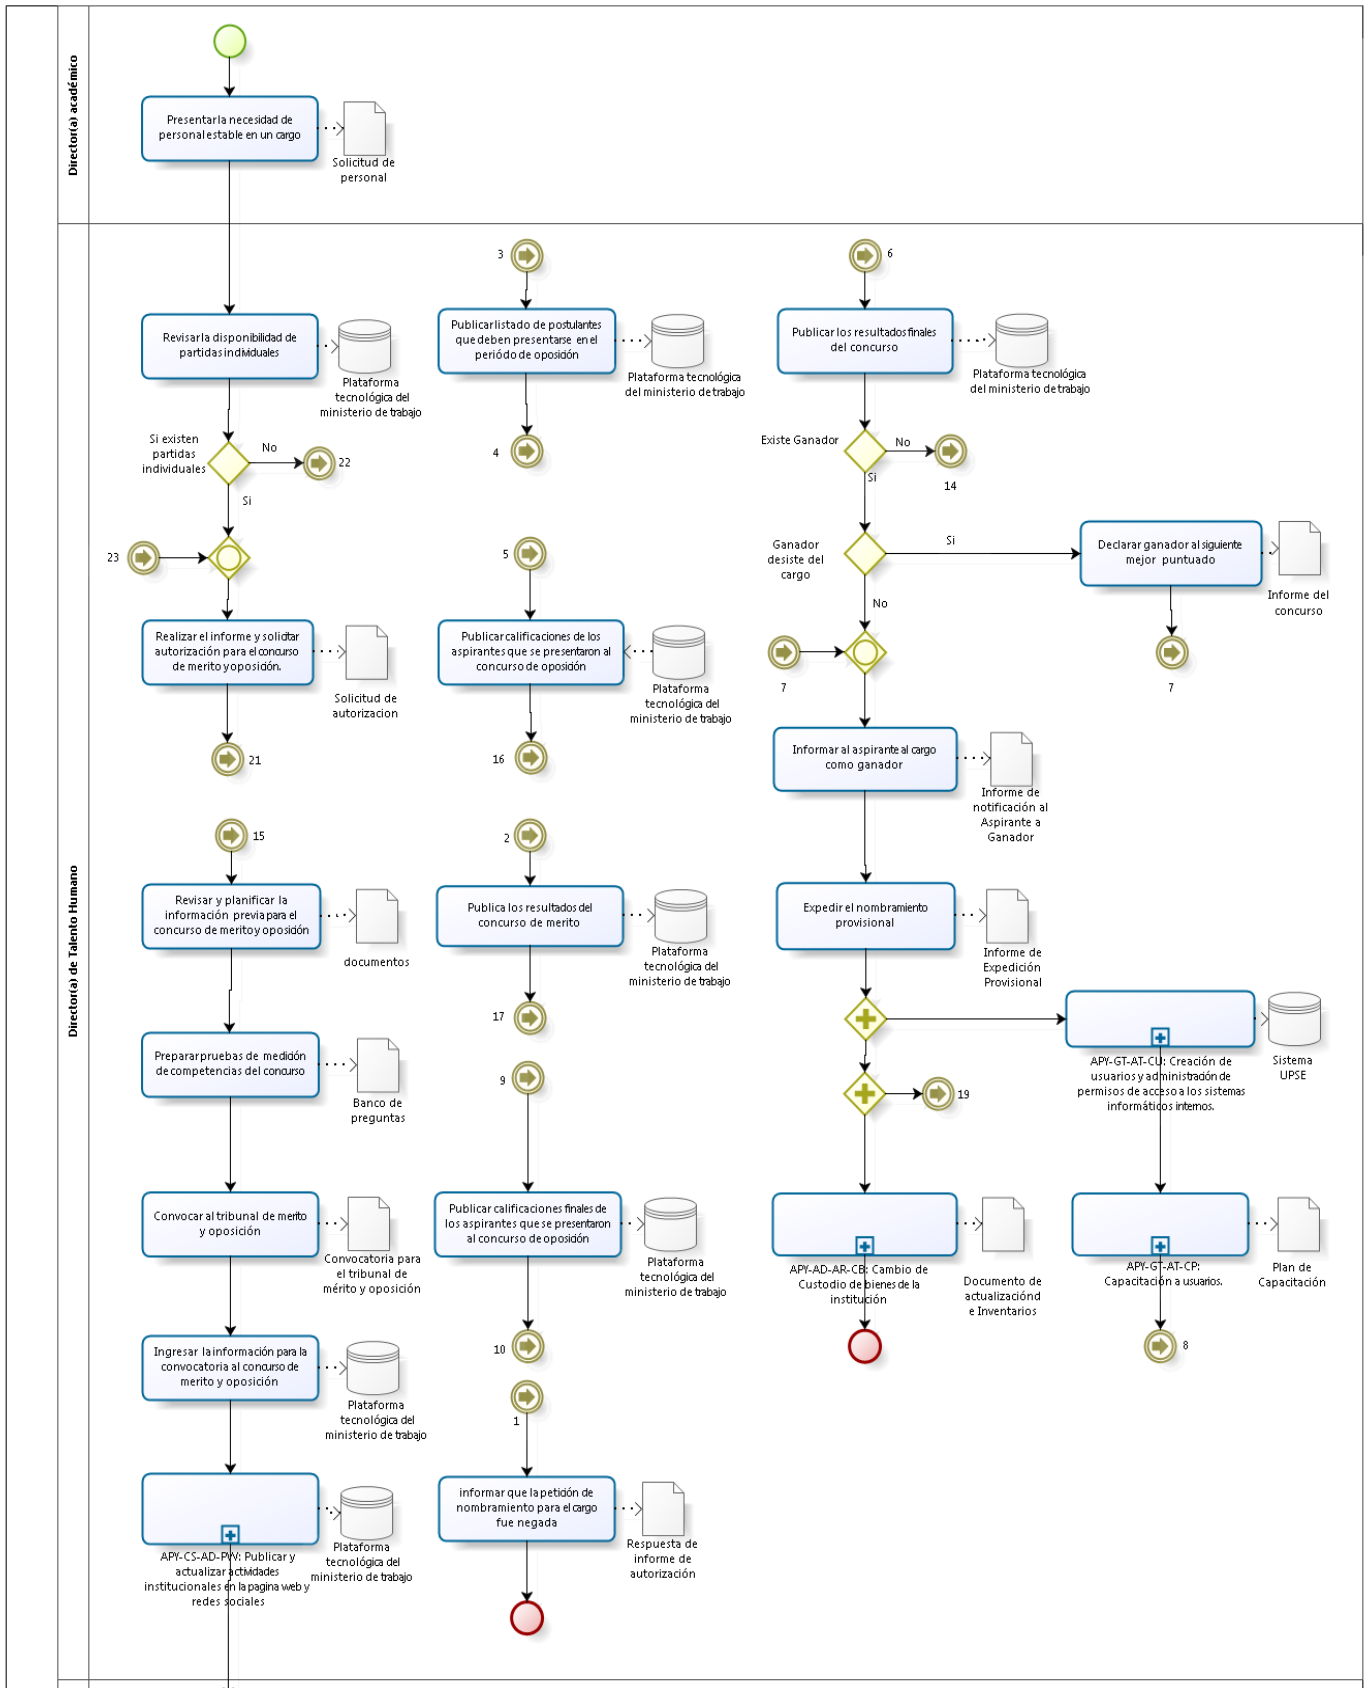 Director(a) académico
Presentar la necesidad de
personal estable en un cargo
Solicitud de
personal
Director(a) de Talento Humano
Revisar la disponibilidad de
partidas individuales
Plataforma
tecnológica del
ministerio de trabajo
Si existen
partidas
individuales
No
22
Si
23
Realizar el informe y solicitar
autorización para el concurso
de merito y oposición.
Solicitud de
autorizacion
21
15
Revisar y planificar la
información previa para el
concurso de merito y oposición
documentos
Preparar pruebas de medición
de competencias del concurso
Banco de
preguntas
Convocar al tribunal de merito
y oposición
Convocatoria para
el tribunal de
mérito y oposición
Ingresar la información para la
convocatoria al concurso de
merito y oposición
Plataforma
tecnológica del
ministerio de trabajo
APY-CS-AD-PW: Publicar y
actualizar actividades
institucionales en la pagina web y
redes sociales
Plataforma
tecnológica del
ministerio de trabajo
3
Publicar listado de postulantes
que deben presentarse en el
periódo de oposición
Plataforma tecnológica
del ministerio de trabajo
4
5
Publicar calificaciones de los
aspirantes que se presentaron al
concurso de oposición
Plataforma
tecnológica del
ministerio de trabajo
16
2
Publica los resultados del
concurso de merito
Plataforma
tecnológica del
ministerio de trabajo
17
9
Publicar calificaciones finales de
los aspirantes que se presentaron
al concurso de oposición
Plataforma
tecnológica del
ministerio de trabajo
10
1
informar que la petición de
nombramiento para el cargo
fue negada
Respuesta de
informe de
autorización
6
Publicar los resultados finales
del concurso
Plataforma tecnológica
del ministerio de trabajo
Existe Ganador
No
14
Si
Ganador
desiste del
cargo
Si
Declarar ganador al siguiente
mejor puntuado
Informe del
concurso
7
No
7
Informar al aspirante al cargo
como ganador
Informe de
notificación al
Aspirante a
Ganador
Expedir el nombramiento
provisional
Informe de
Expedición
Provisional
APY-GT-AT-CU: Creación de
usuarios y administración de
permisos de acceso a los sistemas
informáticos internos.
Sistema
UPSE
19
APY-AD-AR-CB: Cambio de
Custodio de bienes de la
institución
Documento de
actualizaciónd
e Inventarios
APY-GT-AT-CP:
Capacitación a usuarios.
Plan de
Capacitación
8